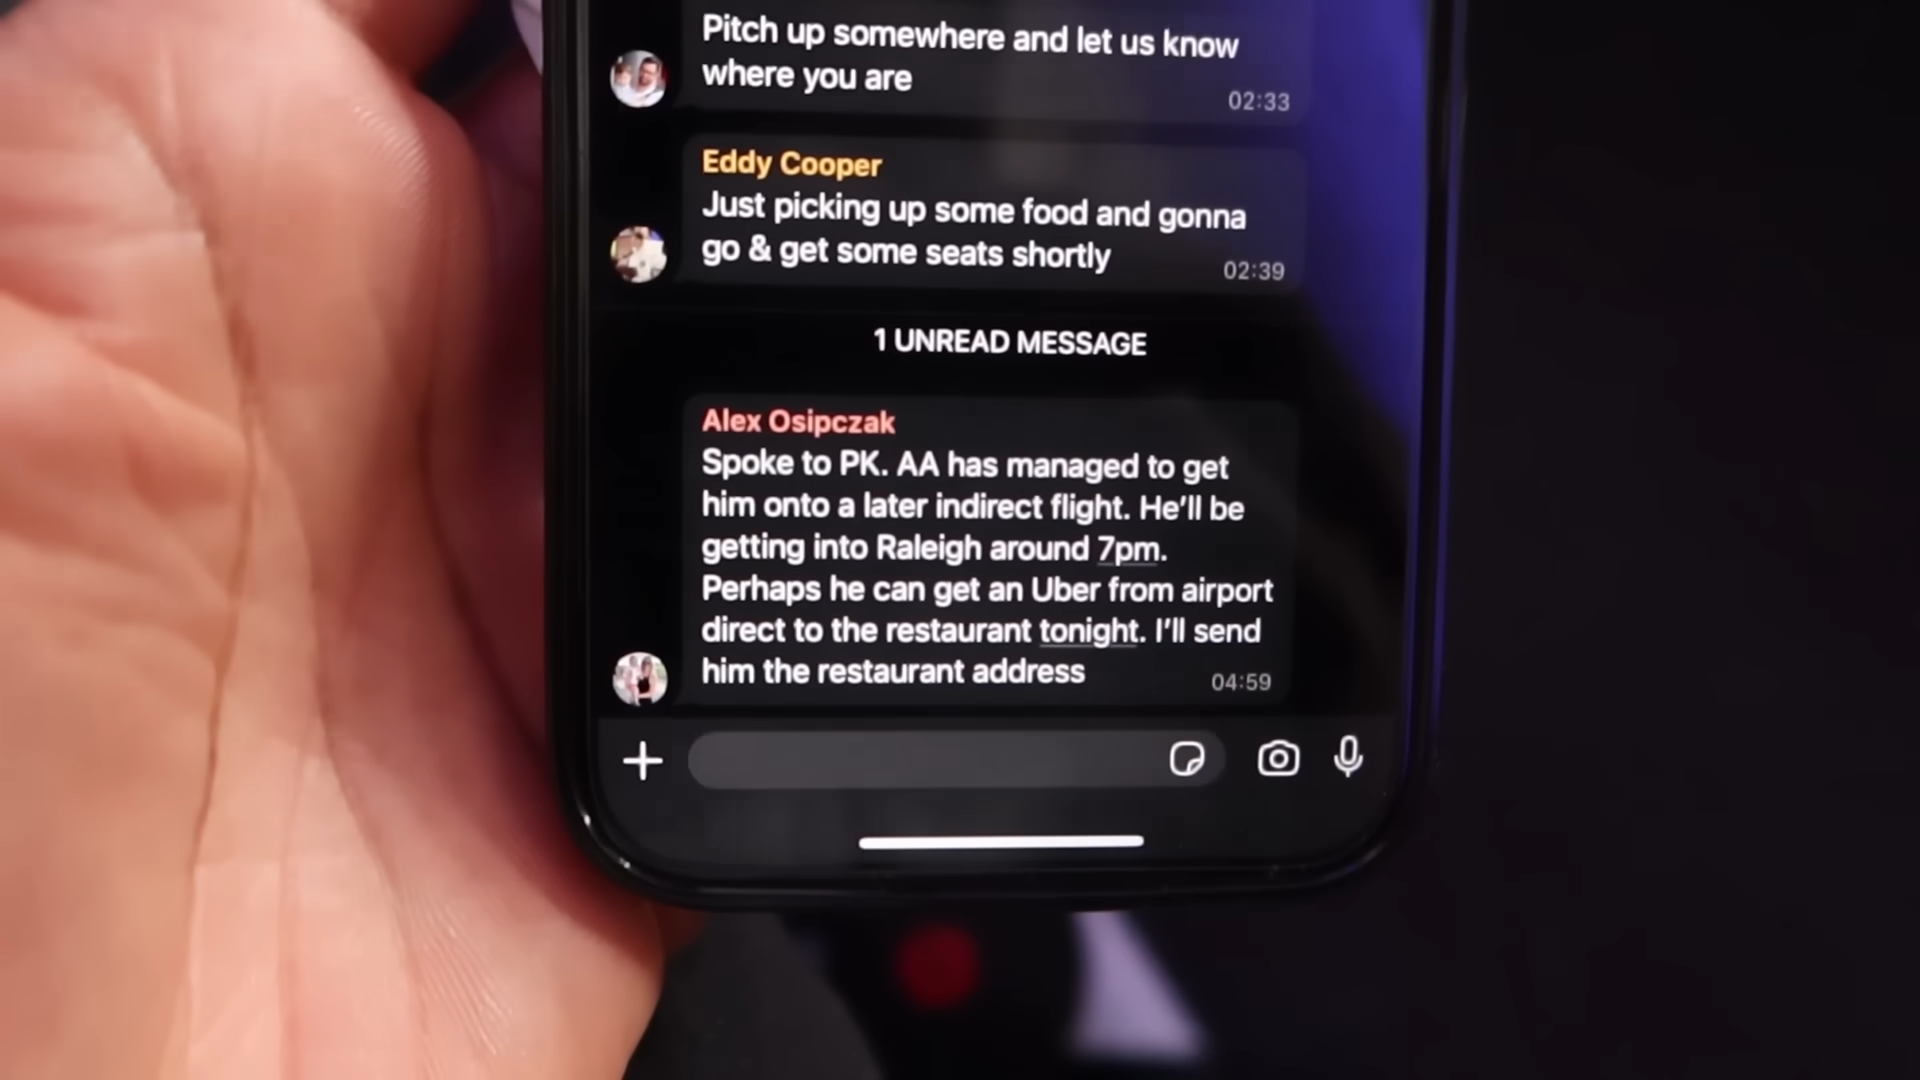 Pitch up somewhere and let us know
where you are
02:33
Eddy Cooper
Just picking up some food and gonna
go & get some seats shortly
02:39
1 UNREAD MESSAGE
Alex Osipczak
Spoke to PK. AA has managed to get
him onto a later indirect flight. He’ll be
getting into Raleigh around 7pm.
Perhaps he can get an Uber from airport
direct to the restaurant tonight. I’ll send
him the restaurant address
04:59